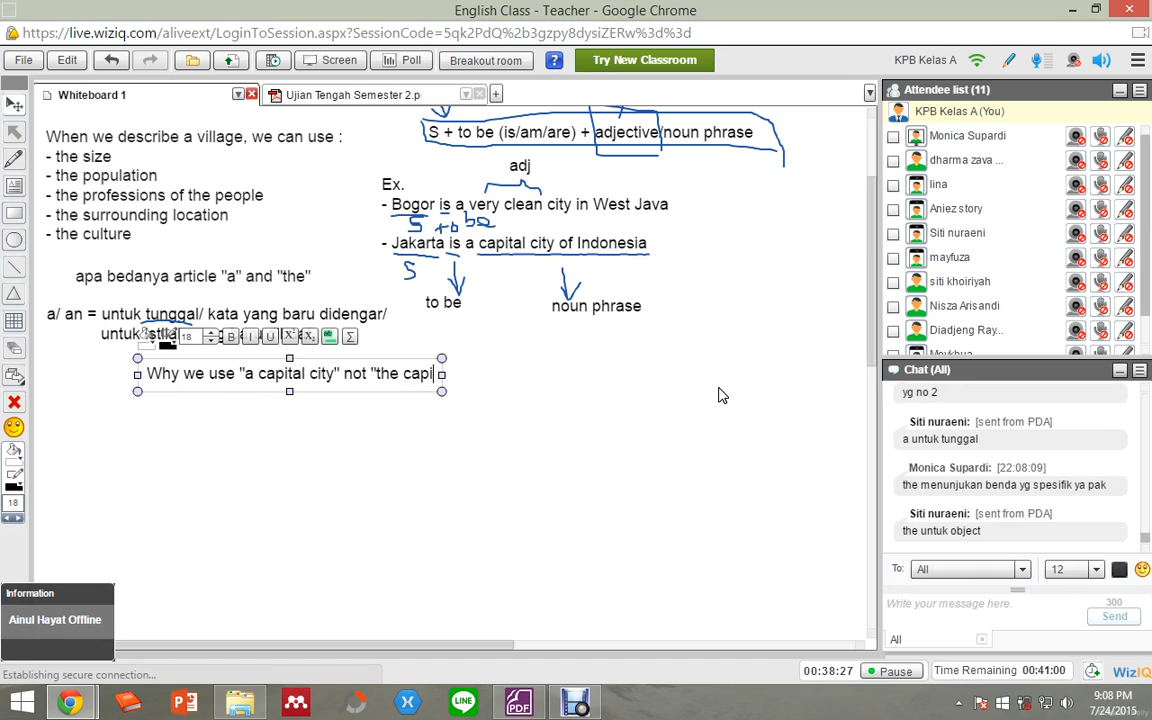 English Class - Teacher - Google Chrome
https://live.wiziq.com/aliveext/LoginToSession.aspx?SessionCode=5qk2PdQ%2b3gzpy8dysiZERw%3d%3d
File Edit Screen Poll Breakout room ? Try New Classroom KPB Kelas A
Whiteboard 1 Ujian Tengah Semester 2.p
S + to be (is/am/are) + adjective/noun phrase
When we describe a village, we can use :
- the size
- the population
- the professions of the people
- the surrounding location
- the culture
adj
Ex.
- Bogor is a very clean city in West Java
S to be
- Jakarta is a capital city of Indonesia
S
to be
noun phrase
apa bedanya article "a" and "the"
a/ an = untuk tunggal/ kata yang baru didengar/
untuk
18 B I U X² X₂ Σ
Why we use "a capital city" not "the capi
18
Attendee list (11)
KPB Kelas A (You)
Monica Supardi
dharma zava ...
lina
Aniez story
Siti nuraeni
mayfuza
siti khoiriyah
Nisza Arisandi
Diadjeng Ray...
Chat (All)
yg no 2
Siti nuraeni: [sent from PDA]
a untuk tunggal
Monica Supardi [22:08:09]
the menunjukan benda yg spesifik ya pak
Siti nuraeni: [sent from PDA]
the untuk object
To: All 12
Write your message here.
300
Send
All
Information
Ainul Hayat Offline
Establishing secure connection...
00:38:27 Pause Time Remaining 00:41:00 WizIQ
LINE PDF
9:08 PM
7/24/2015